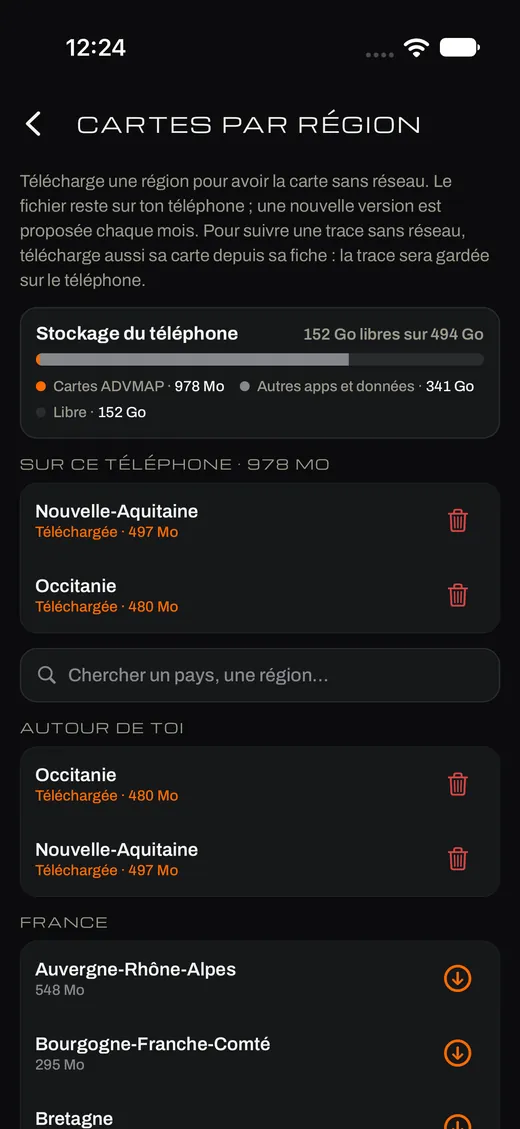 12:24
CARTES PAR RÉGION
Télécharge une région pour avoir la carte sans réseau. Le
fichier reste sur ton téléphone ; une nouvelle version est
proposée chaque mois. Pour suivre une trace sans réseau,
télécharge aussi sa carte depuis sa fiche : la trace sera gardée
sur le téléphone.
Stockage du téléphone 152 Go libres sur 494 Go
Cartes ADVMAP · 978 Mo Autres apps et données · 341 Go
Libre · 152 Go
SUR CE TÉLÉPHONE · 978 MO
Nouvelle-Aquitaine
Téléchargée · 497 Mo
Occitanie
Téléchargée · 480 Mo
Chercher un pays, une région...
AUTOUR DE TOI
Occitanie
Téléchargée · 480 Mo
Nouvelle-Aquitaine
Téléchargée · 497 Mo
FRANCE
Auvergne-Rhône-Alpes
548 Mo
Bourgogne-Franche-Comté
295 Mo
Bretagne